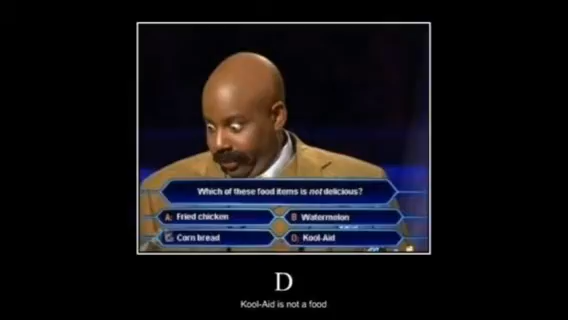 Which of these food items is not delicious?
A: Fried chicken
B: Watermelon
C: Corn bread
D: Kool-Aid
D
Kool-Aid is not a food